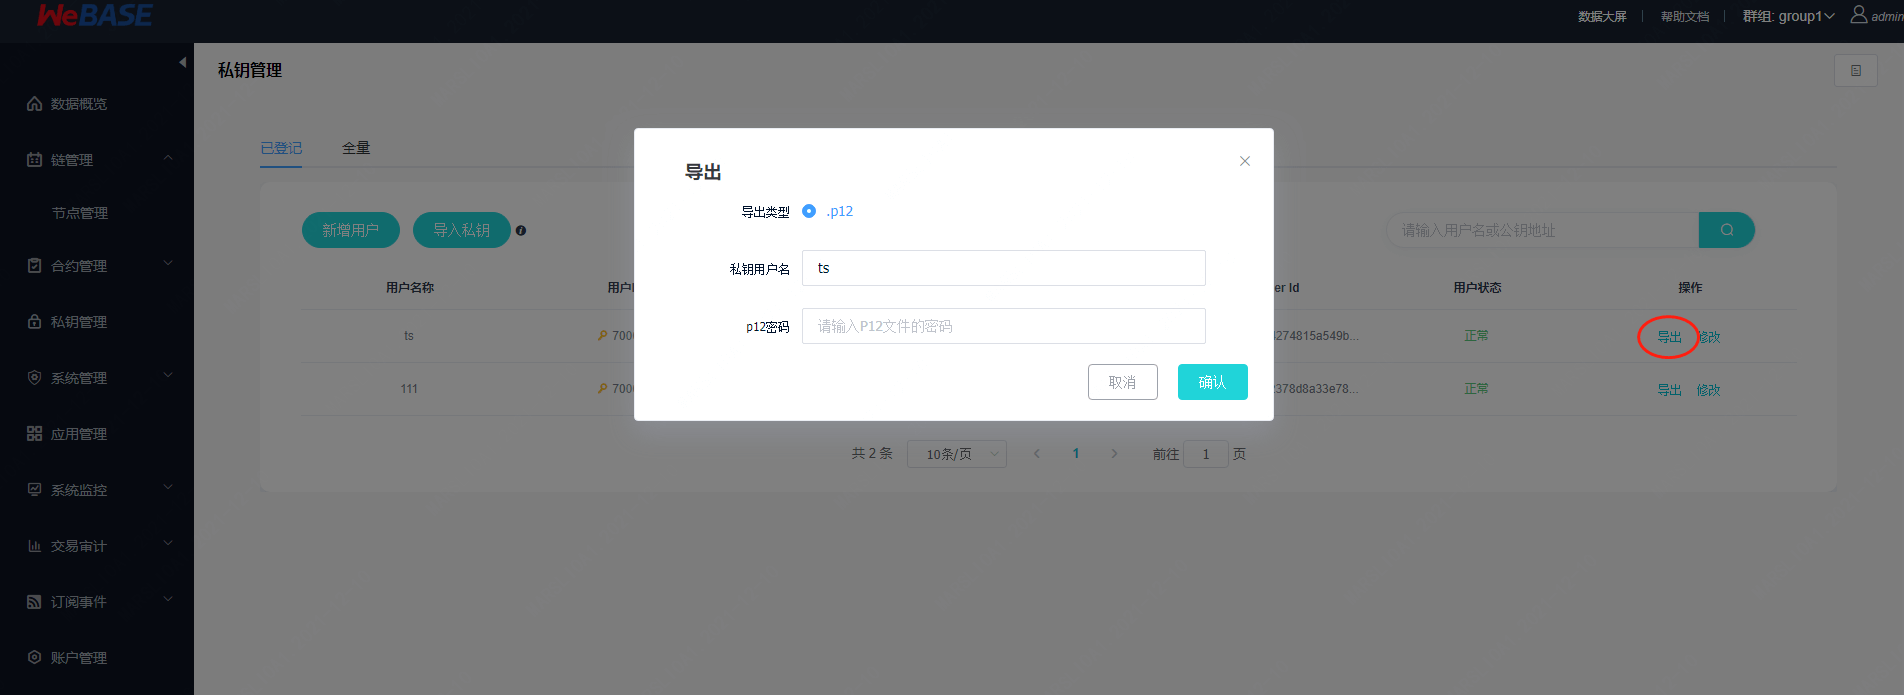 WeBASE
数据大屏 帮助文档 群组: group1 admin
私钥管理
数据概览
链管理
节点管理
合约管理
私钥管理
系统管理
应用管理
系统监控
交易审计
订阅事件
账户管理
已登记 全量
新增用户 导入私钥
请输入用户名或公钥地址
用户名称 用户 er Id 用户状态 操作
ts 700 274815a549b... 正常 导出 修改
111 700 378d8a33e78... 正常 导出 修改
共 2 条 10条/页 1 前往 1 页
导出
导出类型 .p12
私钥用户名 ts
p12密码 请输入P12文件的密码
取消 确认